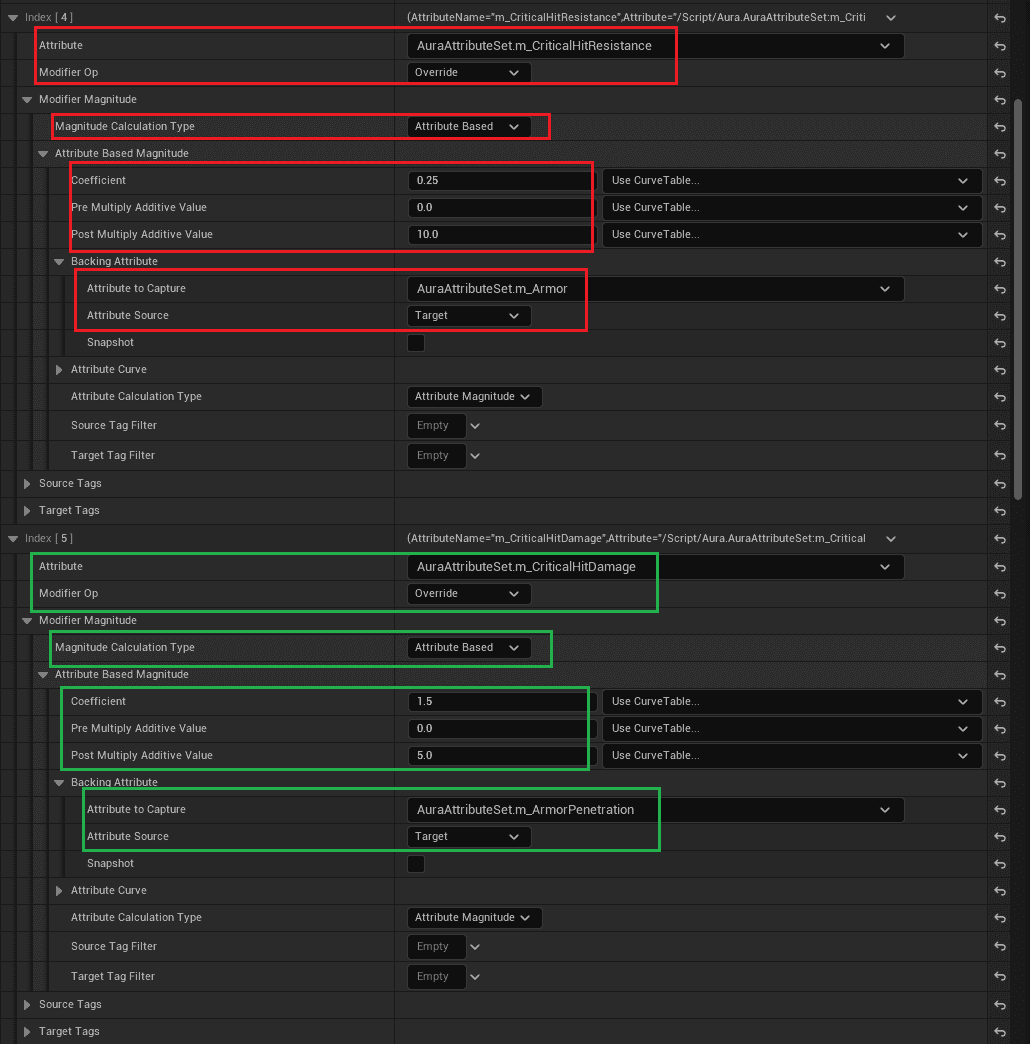 Index [ 4 ] (AttributeName="m_CriticalHitResistance",Attribute="/Script/Aura.AuraAttributeSet:m_Criti
Attribute AuraAttributeSet.m_CriticalHitResistance
Modifier Op Override
Modifier Magnitude
Magnitude Calculation Type Attribute Based
Attribute Based Magnitude
Coefficient 0.25 Use CurveTable...
Pre Multiply Additive Value 0.0 Use CurveTable...
Post Multiply Additive Value 10.0 Use CurveTable...
Backing Attribute
Attribute to Capture AuraAttributeSet.m_Armor
Attribute Source Target
Snapshot
Attribute Curve
Attribute Calculation Type Attribute Magnitude
Source Tag Filter Empty
Target Tag Filter Empty
Source Tags
Target Tags
Index [ 5 ] (AttributeName="m_CriticalHitDamage",Attribute="/Script/Aura.AuraAttributeSet:m_Critical
Attribute AuraAttributeSet.m_CriticalHitDamage
Modifier Op Override
Modifier Magnitude
Magnitude Calculation Type Attribute Based
Attribute Based Magnitude
Coefficient 1.5 Use CurveTable...
Pre Multiply Additive Value 0.0 Use CurveTable...
Post Multiply Additive Value 5.0 Use CurveTable...
Backing Attribute
Attribute to Capture AuraAttributeSet.m_ArmorPenetration
Attribute Source Target
Snapshot
Attribute Curve
Attribute Calculation Type Attribute Magnitude
Source Tag Filter Empty
Target Tag Filter Empty
Source Tags
Target Tags